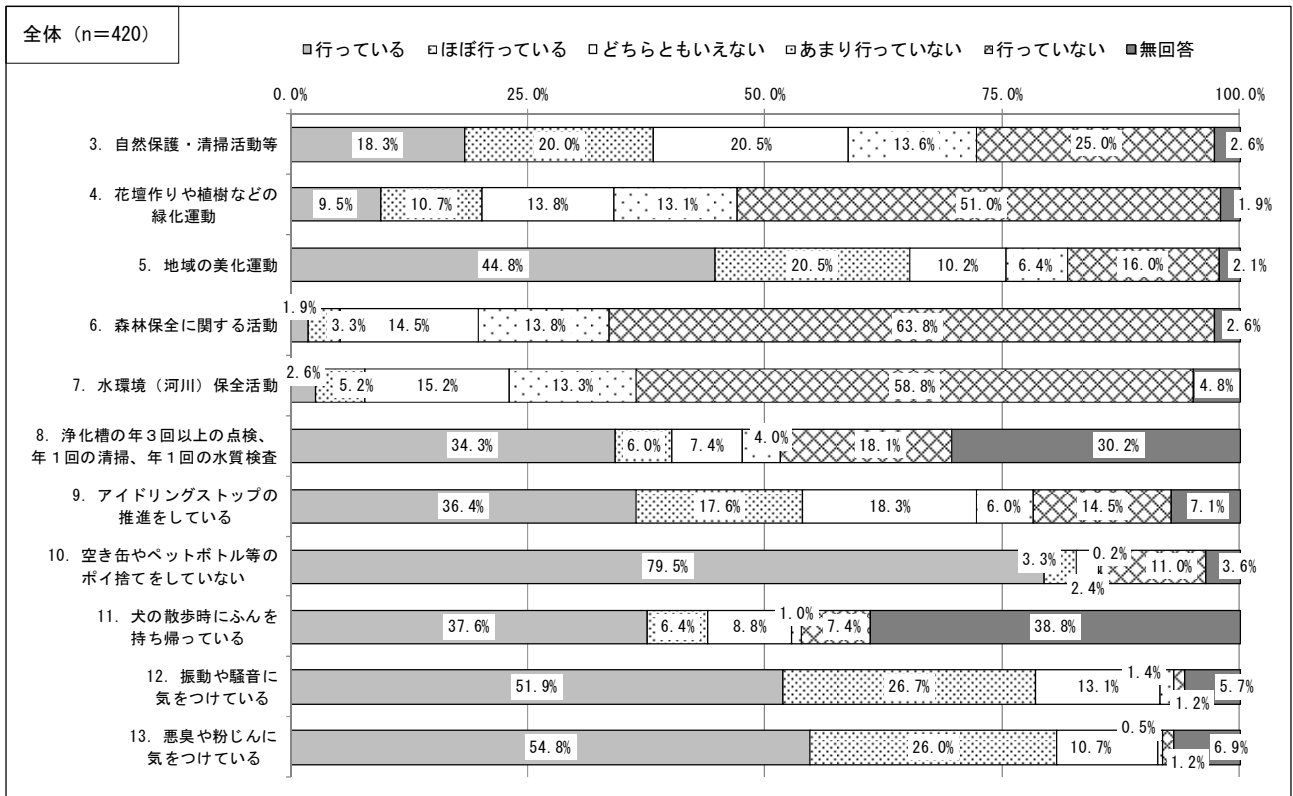 全体（n＝420）
■行っている □ほぼ行っている □どちらともいえない □あまり行っていない □行っていない ■無回答
0.0% 25.0% 50.0% 75.0% 100.0%
3. 自然保護・清掃活動等 18.3% 20.0% 20.5% 13.6% 25.0% 2.6%
4. 花壇作りや植樹などの
緑化運動 9.5% 10.7% 13.8% 13.1% 51.0% 1.9%
5. 地域の美化運動 44.8% 20.5% 10.2% 6.4% 16.0% 2.1%
6. 森林保全に関する活動 1.9% 3.3% 14.5% 13.8% 63.8% 2.6%
7. 水環境（河川）保全活動 2.6% 5.2% 15.2% 13.3% 58.8% 4.8%
8. 浄化槽の年３回以上の点検、
年１回の清掃、年１回の水質検査 34.3% 6.0% 7.4% 4.0% 18.1% 30.2%
9. アイドリングストップの
推進をしている 36.4% 17.6% 18.3% 6.0% 14.5% 7.1%
10. 空き缶やペットボトル等の
ポイ捨てをしていない 79.5% 3.3% 2.4% 0.2% 11.0% 3.6%
11. 犬の散歩時にふんを
持ち帰っている 37.6% 6.4% 8.8% 1.0% 7.4% 38.8%
12. 振動や騒音に
気をつけている 51.9% 26.7% 13.1% 1.4% 1.2% 5.7%
13. 悪臭や粉じんに
気をつけている 54.8% 26.0% 10.7% 0.5% 1.2% 6.9%